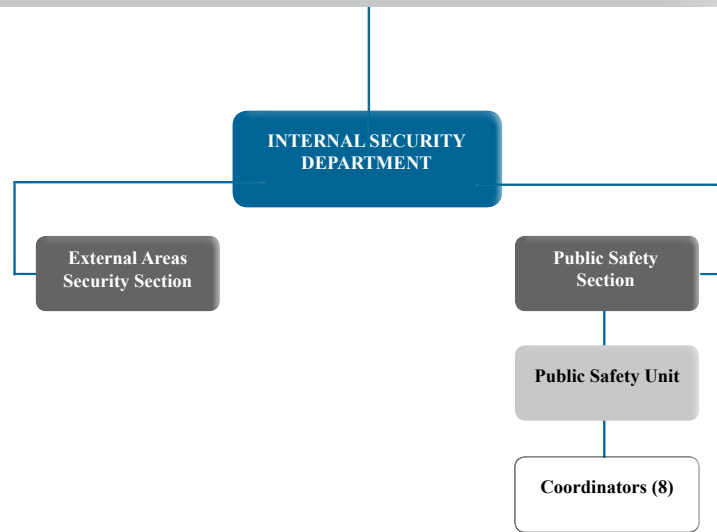 INTERNAL SECURITY
DEPARTMENT
External Areas
Security Section
Public Safety
Section
Public Safety Unit
Coordinators (8)